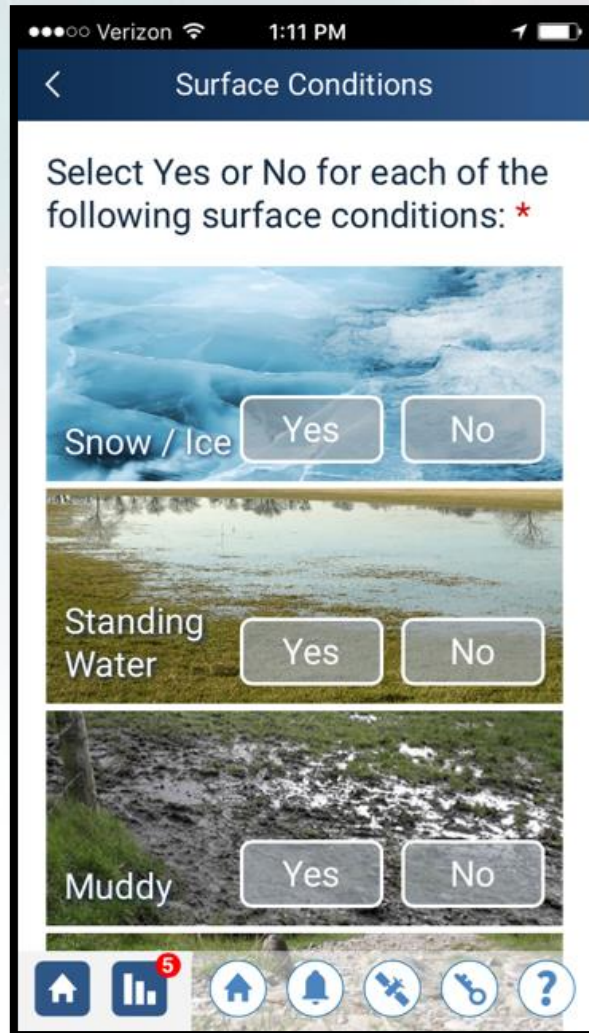 ●●●○○ Verizon 1:11 PM
Surface Conditions
Select Yes or No for each of the
following surface conditions: *
Snow / Ice Yes No
Standing
Water Yes No
Muddy Yes No
5
?